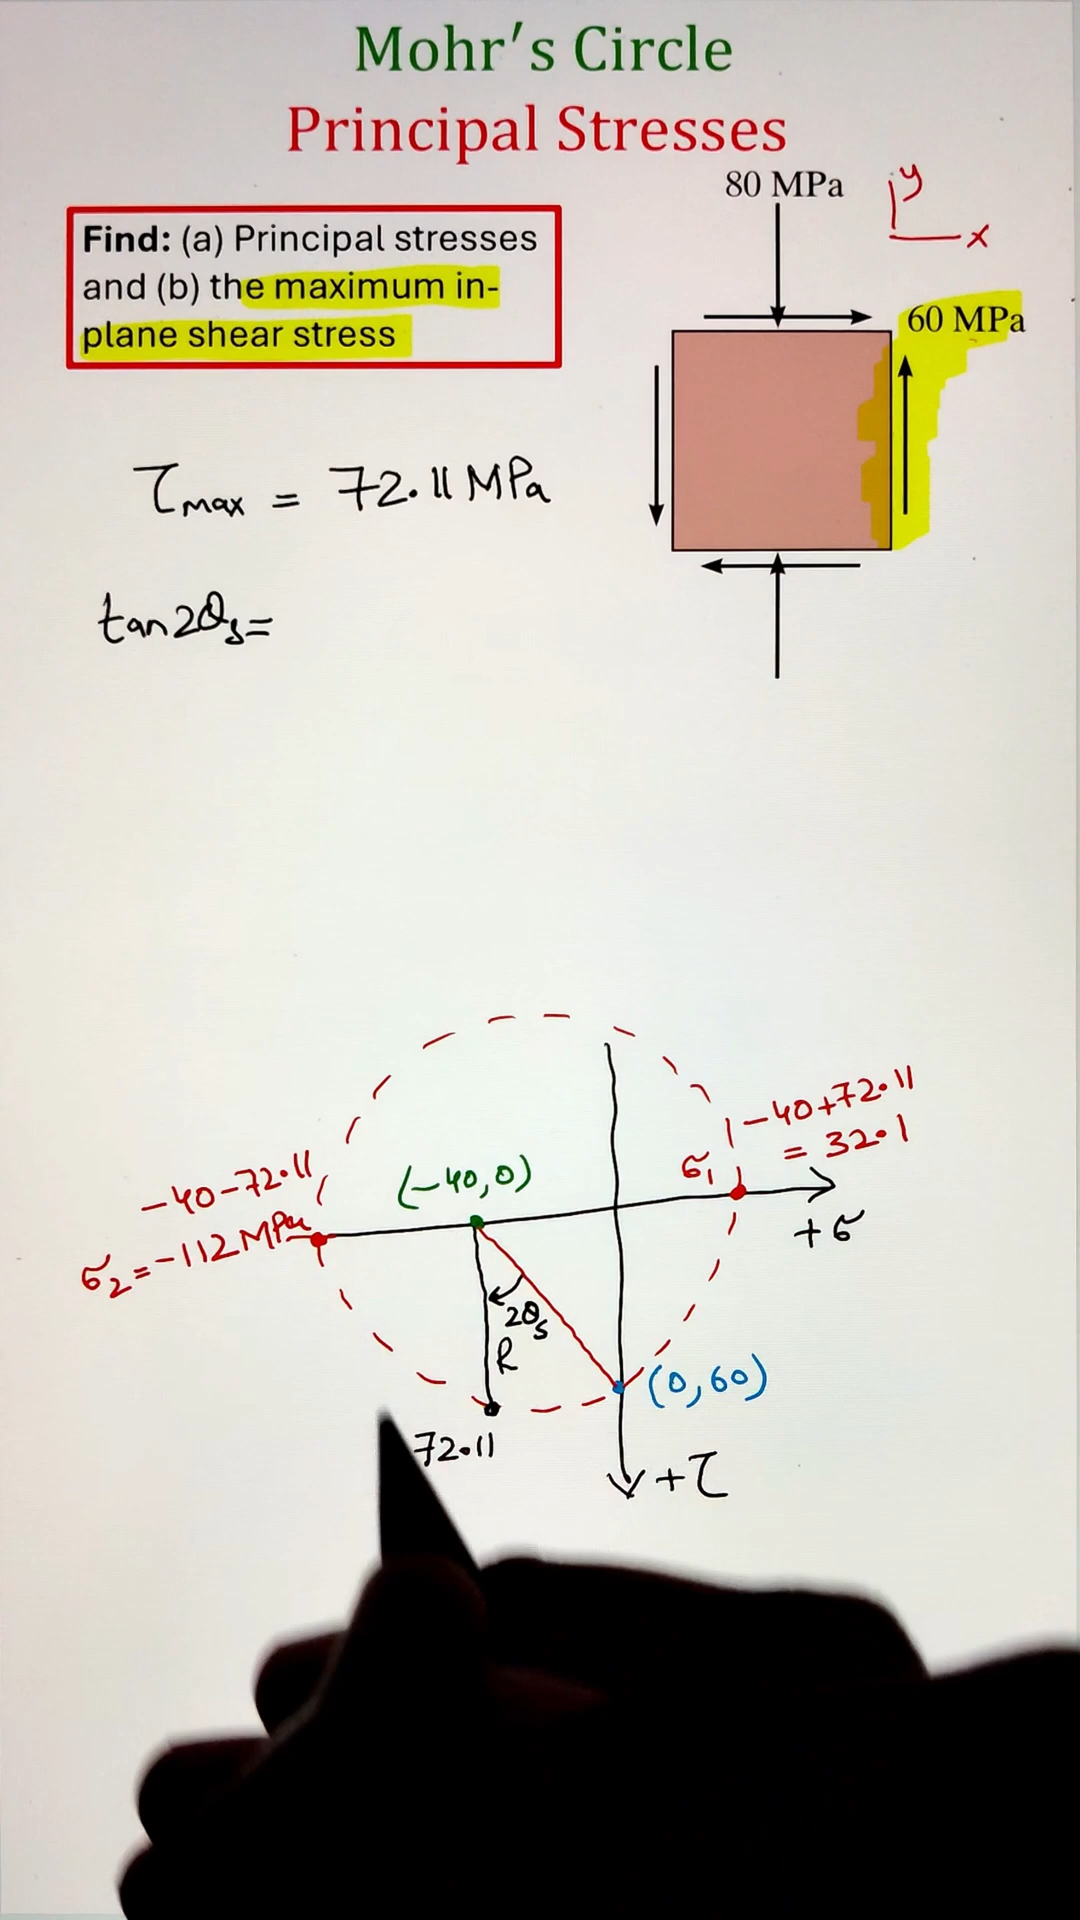 Mohr's Circle
Principal Stresses
80 MPa
y
x
Find: (a) Principal stresses
and (b) the maximum in-
plane shear stress
60 MPa
τmax = 72.11 MPa
tan2θs=
-40+72.11
= 32.1
σ1
(-40,0)
-40-72.11
σ2=-112 MPa
+σ
2θs
R
(0,60)
72.11
+τ